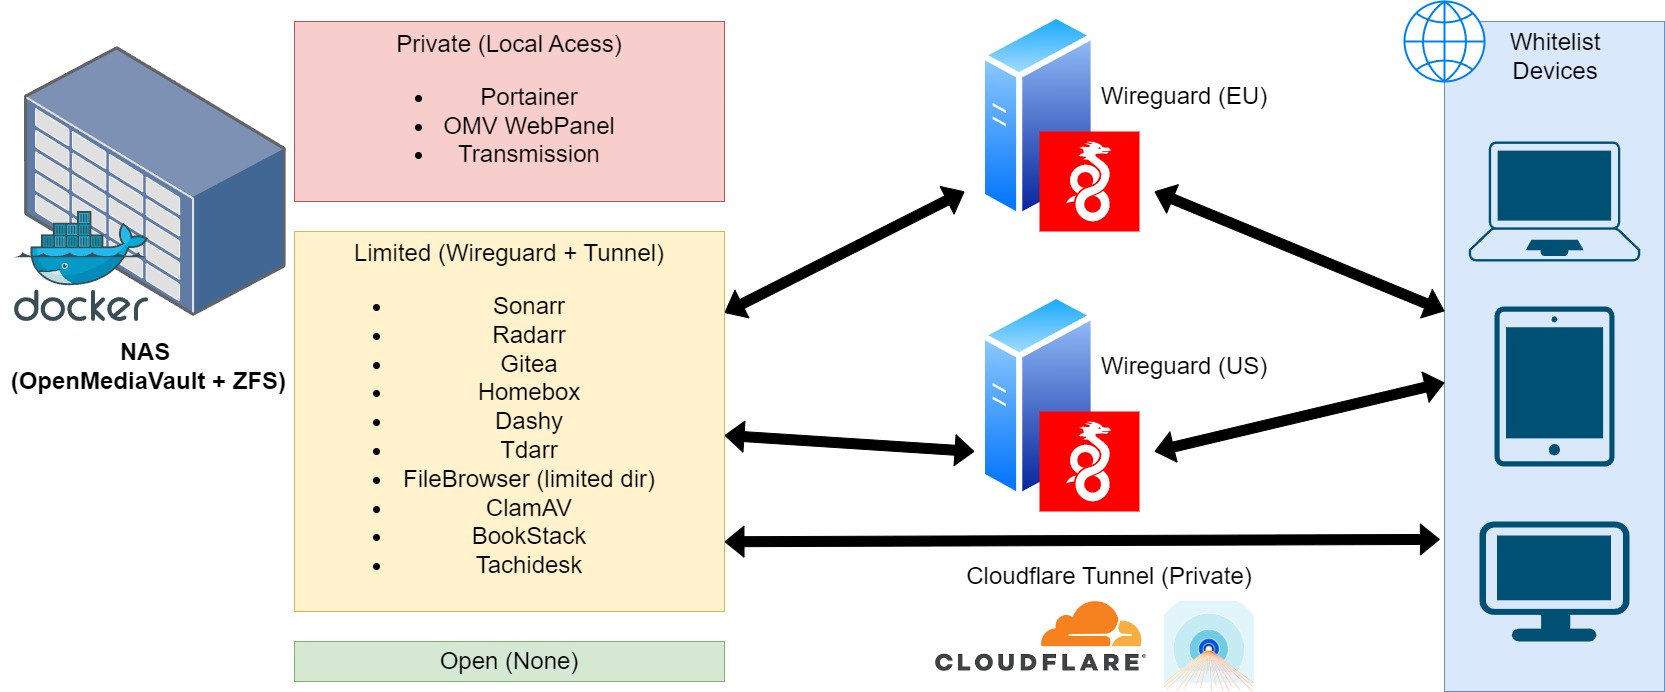 docker
NAS
(OpenMediaVault + ZFS)
Private (Local Acess)
• Portainer
• OMV WebPanel
• Transmission
Limited (Wireguard + Tunnel)
• Sonarr
• Radarr
• Gitea
• Homebox
• Dashy
• Tdarr
• FileBrowser (limited dir)
• ClamAV
• BookStack
• Tachidesk
Open (None)
Wireguard (EU)
Wireguard (US)
Cloudflare Tunnel (Private)
CLOUDFLARE
Whitelist
Devices